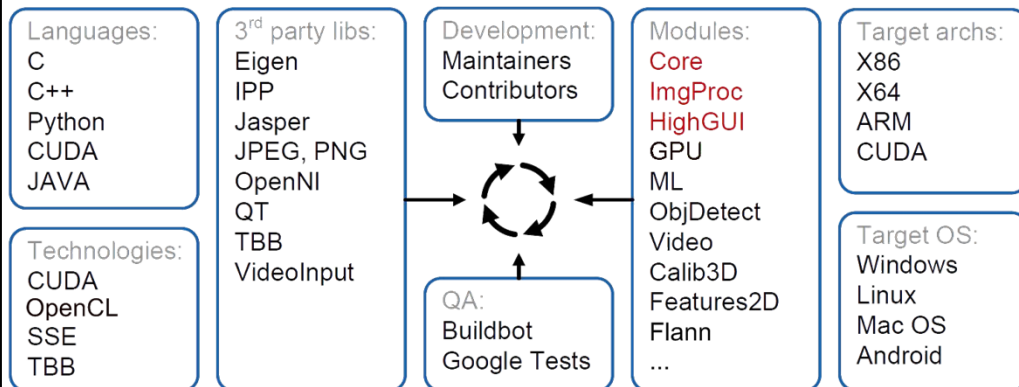 Languages:
C
C++
Python
CUDA
JAVA
Technologies:
CUDA
OpenCL
SSE
TBB
3rd party libs:
Eigen
IPP
Jasper
JPEG, PNG
OpenNI
QT
TBB
VideoInput
Development:
Maintainers
Contributors
QA:
Buildbot
Google Tests
Modules:
Core
ImgProc
HighGUI
GPU
ML
ObjDetect
Video
Calib3D
Features2D
Flann
...
Target archs:
X86
X64
ARM
CUDA
Target OS:
Windows
Linux
Mac OS
Android